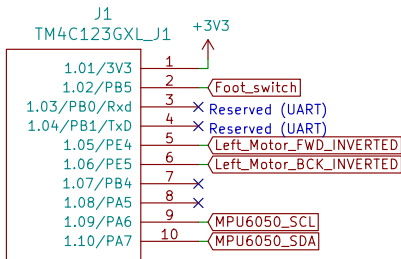 J1
TM4C123GXL_J1
+3V3
1.01/3V3 1
1.02/PB5 2 Foot_switch
1.03/PB0/Rxd 3 Reserved (UART)
1.04/PB1/TxD 4 Reserved (UART)
1.05/PE4 5 Left_Motor_FWD_INVERTED
1.06/PE5 6 Left_Motor_BCK_INVERTED
1.07/PB4 7
1.08/PA5 8
1.09/PA6 9 MPU6050_SCL
1.10/PA7 10 MPU6050_SDA